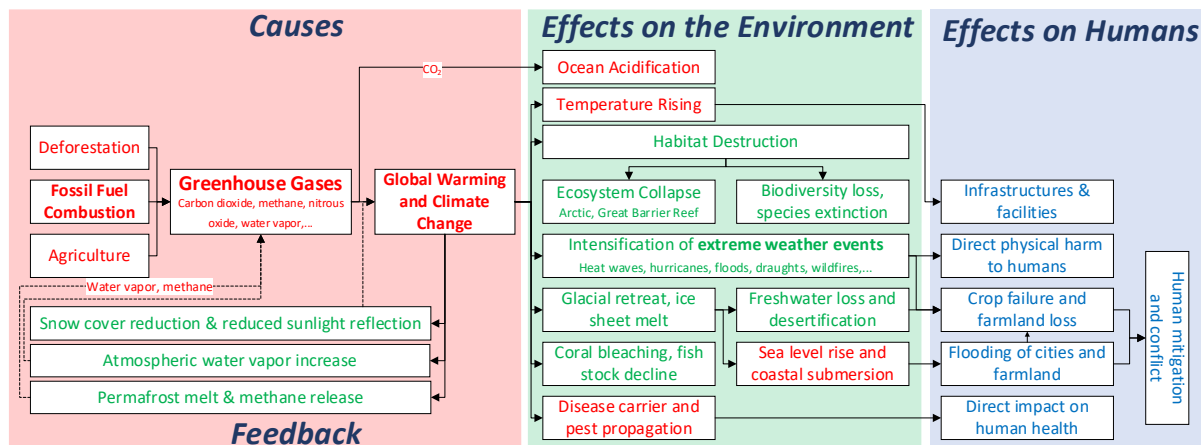 Causes
Effects on the Environment
Effects on Humans
CO₂
Ocean Acidification
Temperature Rising
Deforestation
Habitat Destruction
Fossil Fuel
Combustion
Greenhouse Gases
Carbon dioxide, methane, nitrous
oxide, water vapor,...
Global Warming
and Climate
Change
Ecosystem Collapse
Arctic, Great Barrier Reef
Biodiversity loss,
species extinction
Infrastructures &
facilities
Agriculture
Intensification of extreme weather events
Heat waves, hurricanes, floods, draughts, wildfires,...
Direct physical harm
to humans
Water vapor, methane
Snow cover reduction & reduced sunlight reflection
Glacial retreat, ice
sheet melt
Freshwater loss and
desertification
Crop failure and
farmland loss
Human mitigation
and conflict
Atmospheric water vapor increase
Coral bleaching, fish
stock decline
Sea level rise and
coastal submersion
Flooding of cities and
farmland
Permafrost melt & methane release
Disease carrier and
pest propagation
Direct impact on
human health
Feedback